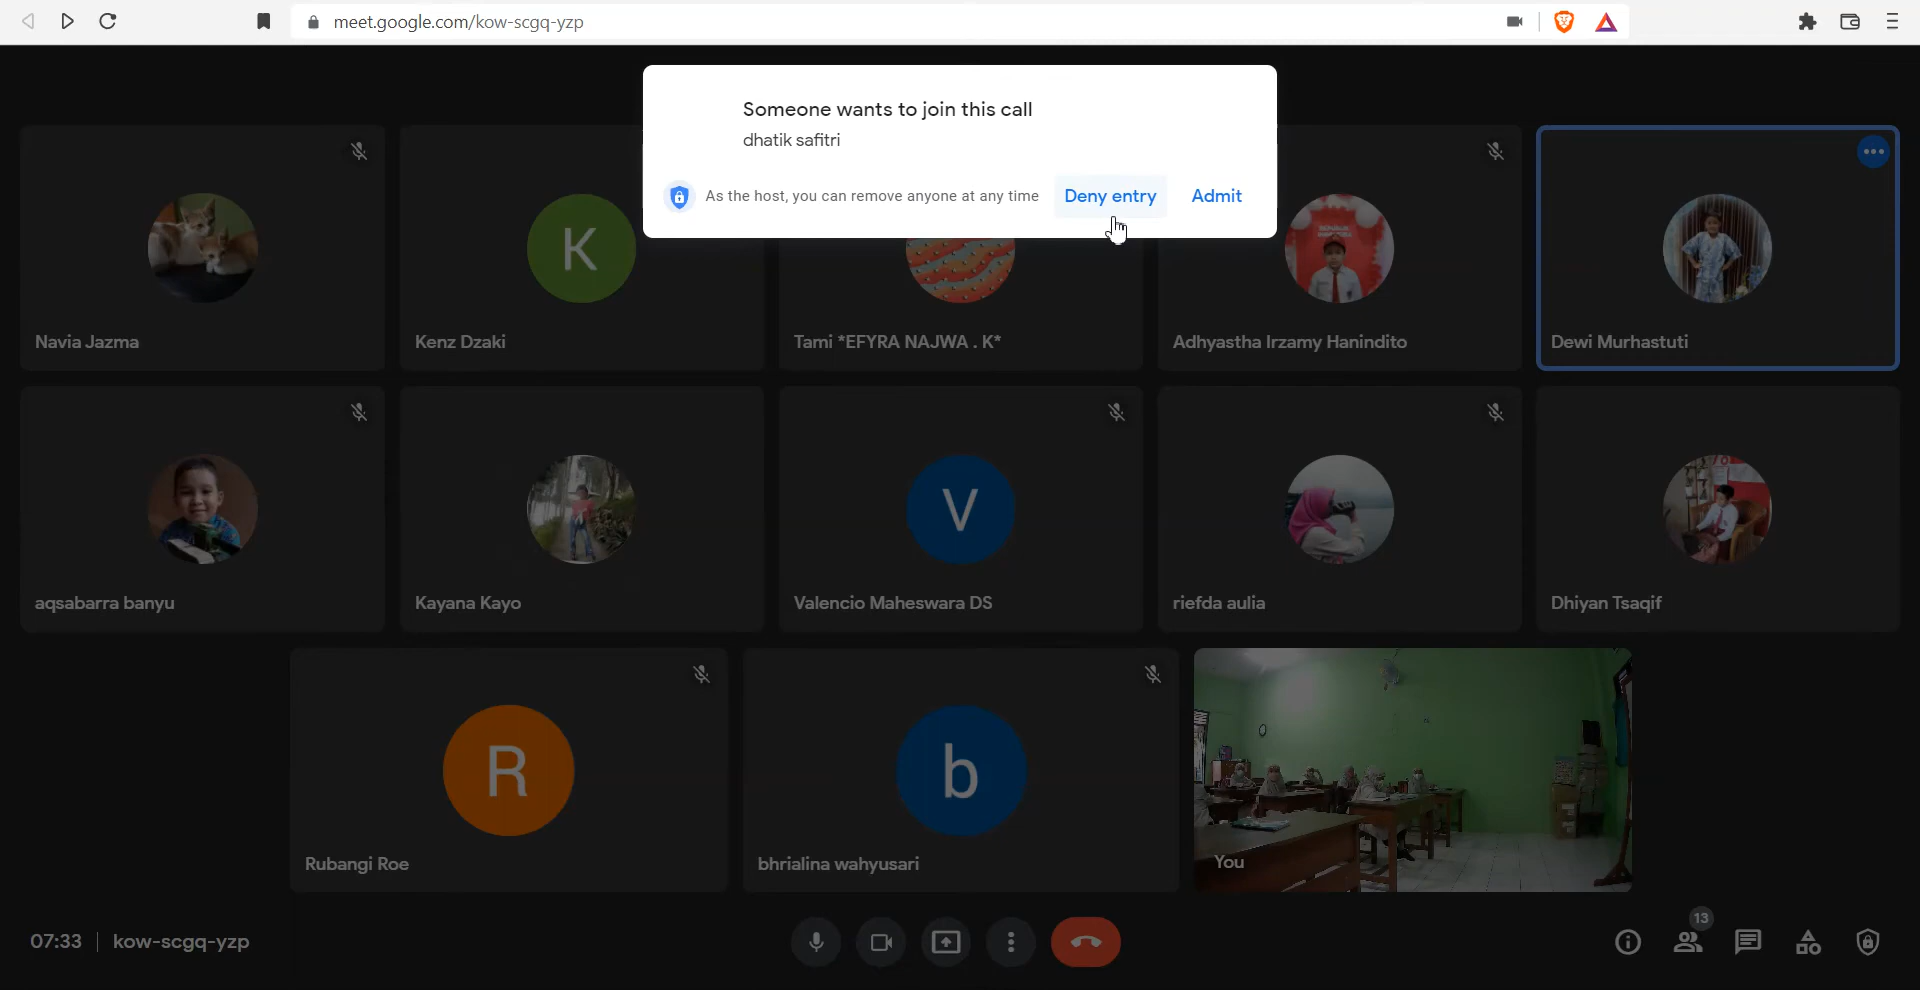 meet.google.com/kow-scgq-yzp
Someone wants to join this call
dhatik safitri
As the host, you can remove anyone at any time
Deny entry
Admit
Navia Jazma
K
Kenz Dzaki
Tami *EFYRA NAJWA . K*
Adhyastha Irzamy Hanindito
Dewi Murhastuti
aqsabarra banyu
Kayana Kayo
V
Valencio Maheswara DS
riefda aulia
Dhiyan Tsaqif
R
Rubangi Roe
b
bhrialina wahyusari
You
07:33 | kow-scgq-yzp
13